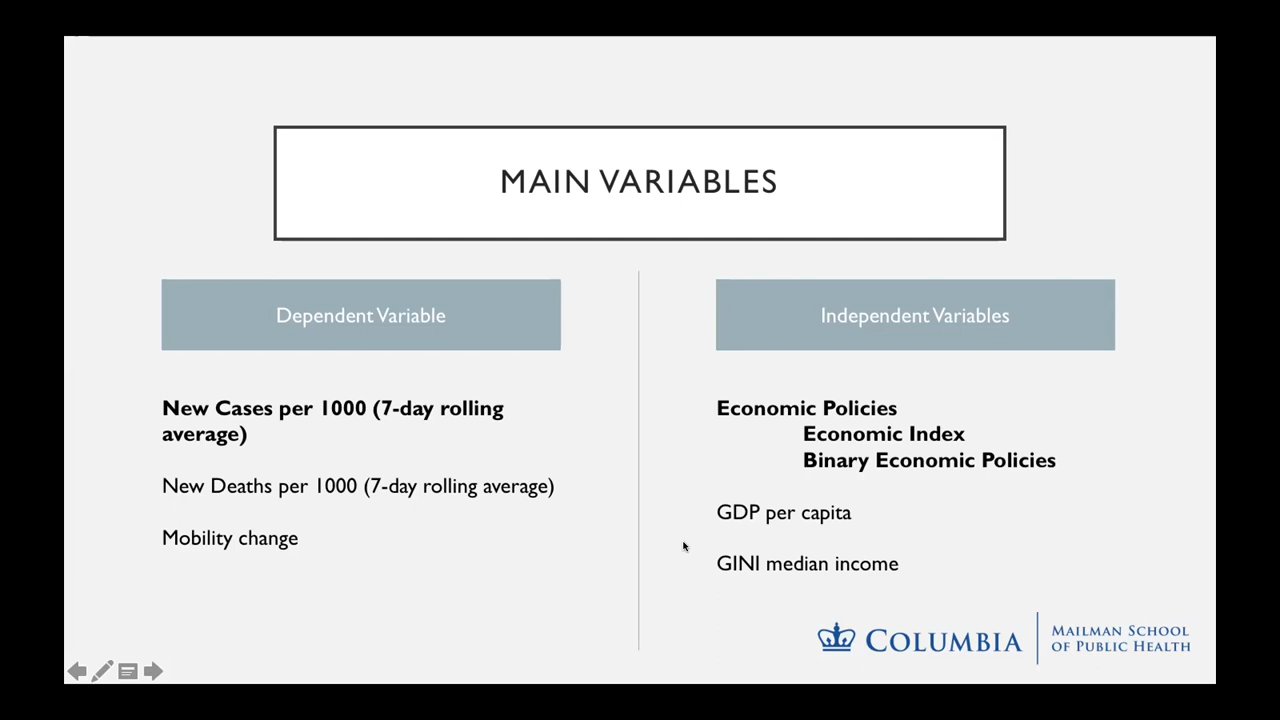 MAIN VARIABLES
Dependent Variable
New Cases per 1000 (7-day rolling
average)
New Deaths per 1000 (7-day rolling average)
Mobility change
Independent Variables
Economic Policies
Economic Index
Binary Economic Policies
GDP per capita
GINI median income
COLUMBIA
MAILMAN SCHOOL
OF PUBLIC HEALTH